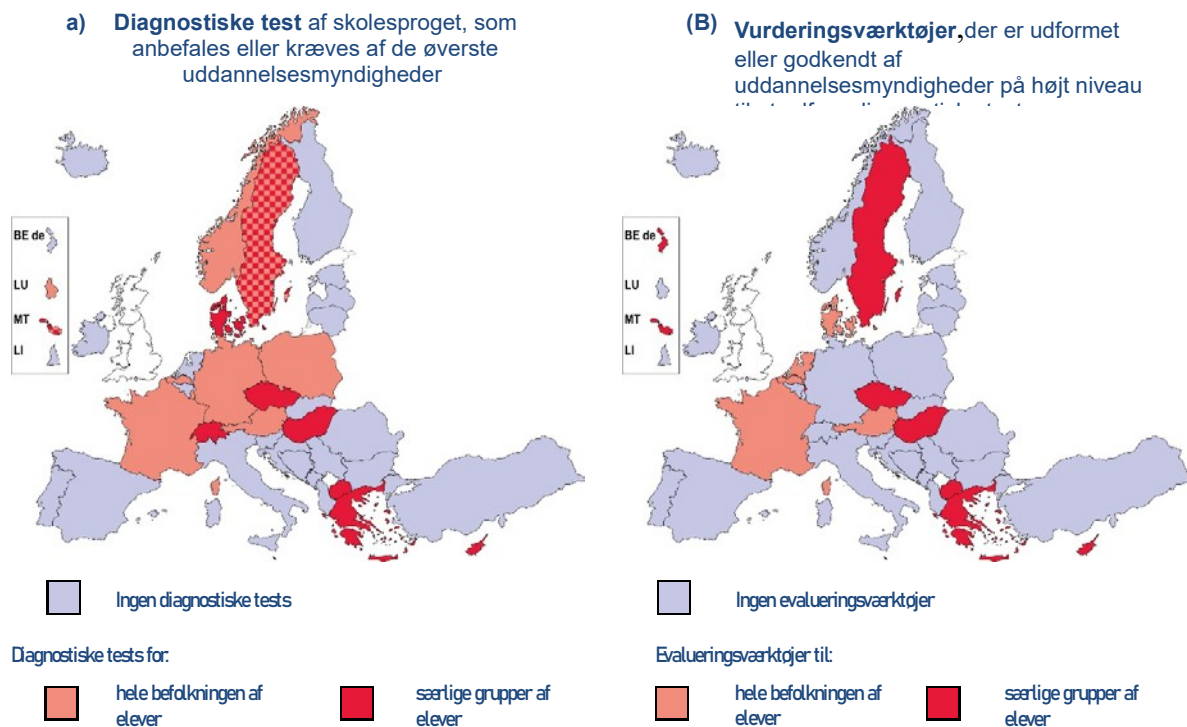 a) Diagnostiske test af skolesproget, som
anbefales eller kræves af de øverste
uddannelsesmyndigheder
BE de
LU
MT
LI
Ingen diagnostiske tests
Diagnostiske tests for:
hele befolkningen af
elever
særlige grupper af
elever
(B) Vurderingsværktøjer, der er udformet
eller godkendt af
uddannelsesmyndigheder på højt niveau
BE de
LU
MT
LI
Ingen evalueringsværktøjer
Evalueringsværktøjer til:
hele befolkningen af
elever
særlige grupper af
elever